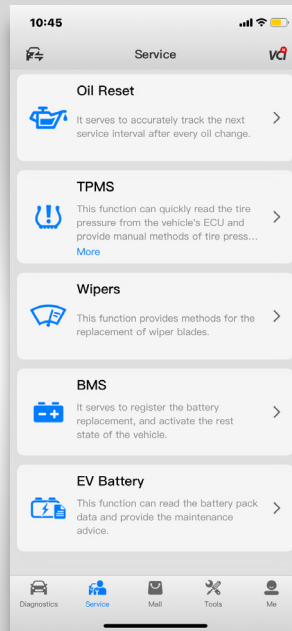 10:45
Service
VCI
Oil Reset
It serves to accurately track the next
service interval after every oil change.
TPMS
This function can quickly read the tire
pressure from the vehicle's ECU and
provide manual methods of tire press...
More
Wipers
This function provides methods for the
replacement of wiper blades.
BMS
It serves to register the battery
replacement, and activate the rest
state of the vehicle.
EV Battery
This function can read the battery pack
data and provide the maintenance
advice.
Diagnostics
Service
Mall
Tools
Me